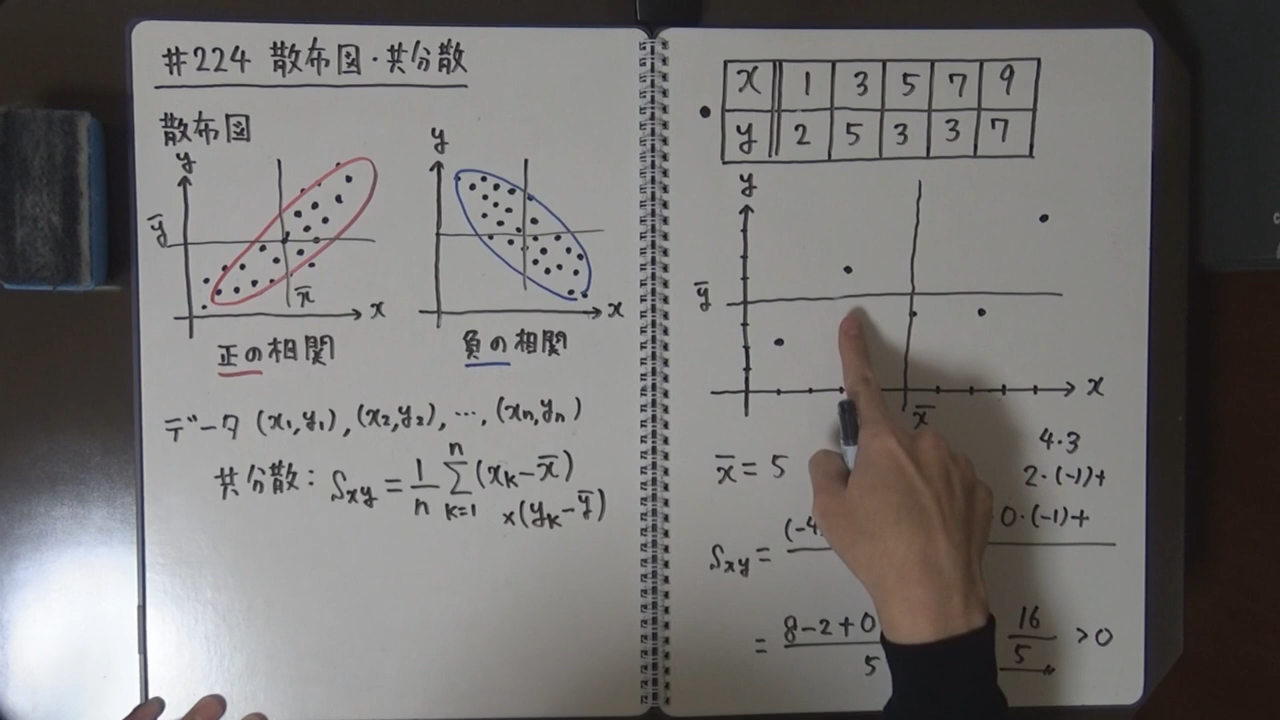 #224 散布図・共分散
散布図
y
y
ȳ
x̄
x
x
正の相関
負の相関
データ (x₁,y₁), (x₂,y₂), …, (xₙ,yₙ)
共分散: Sxy = 1/n Σ(xₖ-x̄)
n
k=1
×(yₖ-ȳ)
x 1 3 5 7 9
y 2 5 3 3 7
y
ȳ
x
x̄
x̄ = 5
4・3
2・(-1)+
(-4
0・(-1)+
Sxy =
= 8-2+0
5
16/5 >0